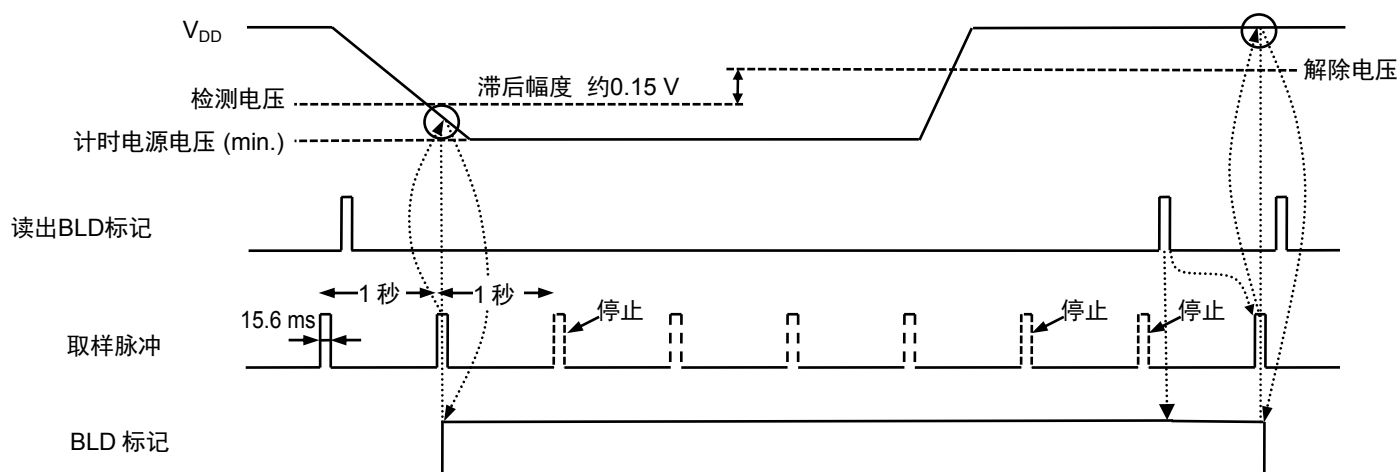 VDD
检测电压
滞后幅度 约0.15 V
解除电压
计时电源电压 (min.)
读出BLD标记
1 秒
1 秒
15.6 ms
停止
停止
停止
取样脉冲
BLD 标记